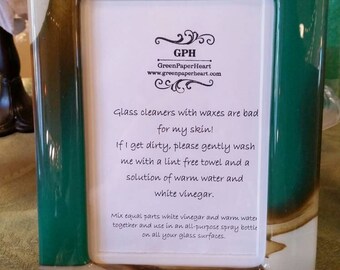 GPH
GreenPaperHeart
www.greenpaperheart.com
Glass cleaners with waxes are bad
for my skin!
If I get dirty, please gently wash
me with a lint free towel and a
solution of warm water and
white vinegar.
Mix equal parts white vinegar and warm water
together and use in an all-purpose spray bottle
on all your glass surfaces.